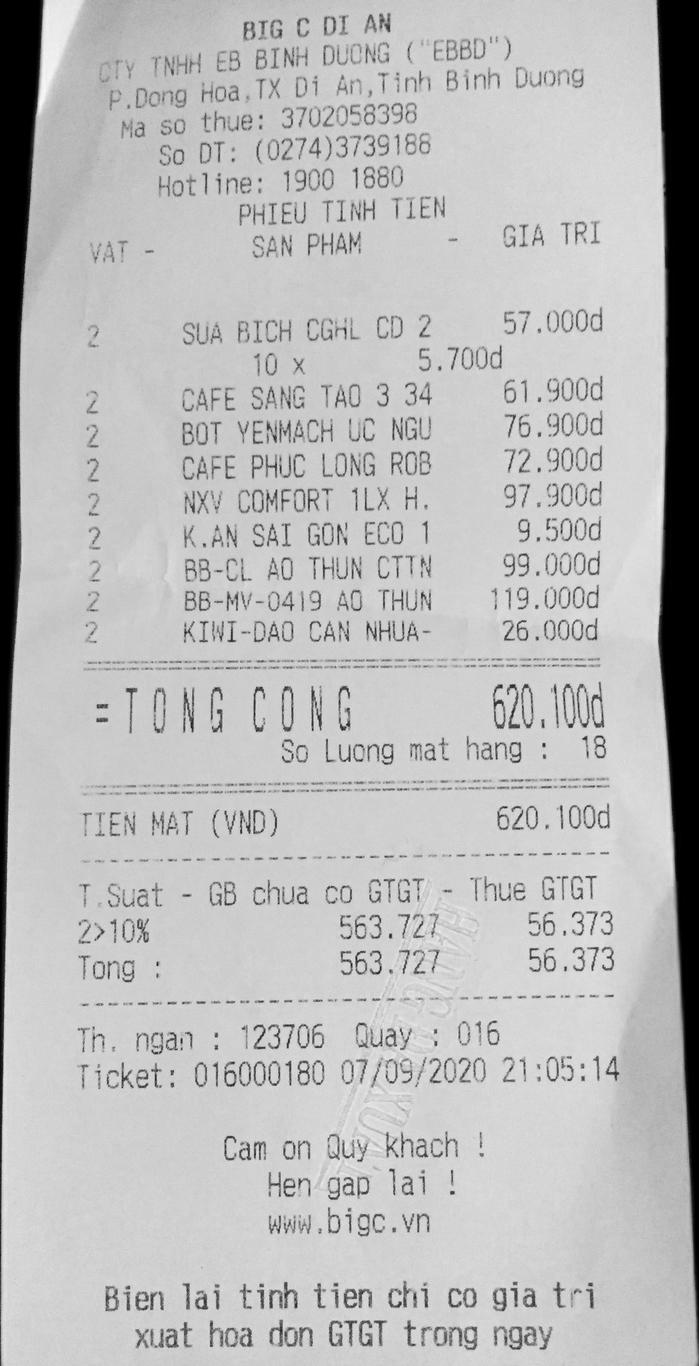 BIG C DI AN
CTY TNHH EB BINH DUONG ("EBBD")
P.Dong Hoa,TX Di An,Tinh Binh Duong
Ma so thue: 3702058398
So DT: (0274)3739188
Hotline: 1900 1880
PHIEU TINH TIEN
VAT - SAN PHAM - GIA TRI
2 SUA BICH CGHL CD 2 57.000d
10 x 5.700d
2 CAFE SANG TAO 3 34 61.900d
2 BOT YENMACH UC NGU 76.900d
2 CAFE PHUC LONG ROB 72.900d
2 NXV COMFORT 1LX H. 97.900d
2 K.AN SAI GON ECO 1 9.500d
2 BB-CL AO THUN CTTN 99.000d
2 BB-MV-0419 AO THUN 119.000d
2 KIWI-DAO CAN NHUA- 26.000d
=TONG CONG 620.100d
So Luong mat hang : 18
TIEN MAT (VND) 620.100d
T.Suat - GB chua co GTGT - Thue GTGT
2>10% 563.727 56.373
Tong : 563.727 56.373
Th. ngan : 123706 Quay : 016
Ticket: 016000180 07/09/2020 21:05:14
Cam on Quy khach !
Hen gap lai !
www.bigc.vn
Bien lai tinh tien chi co gia tri
xuat hoa don GTGT trong ngay